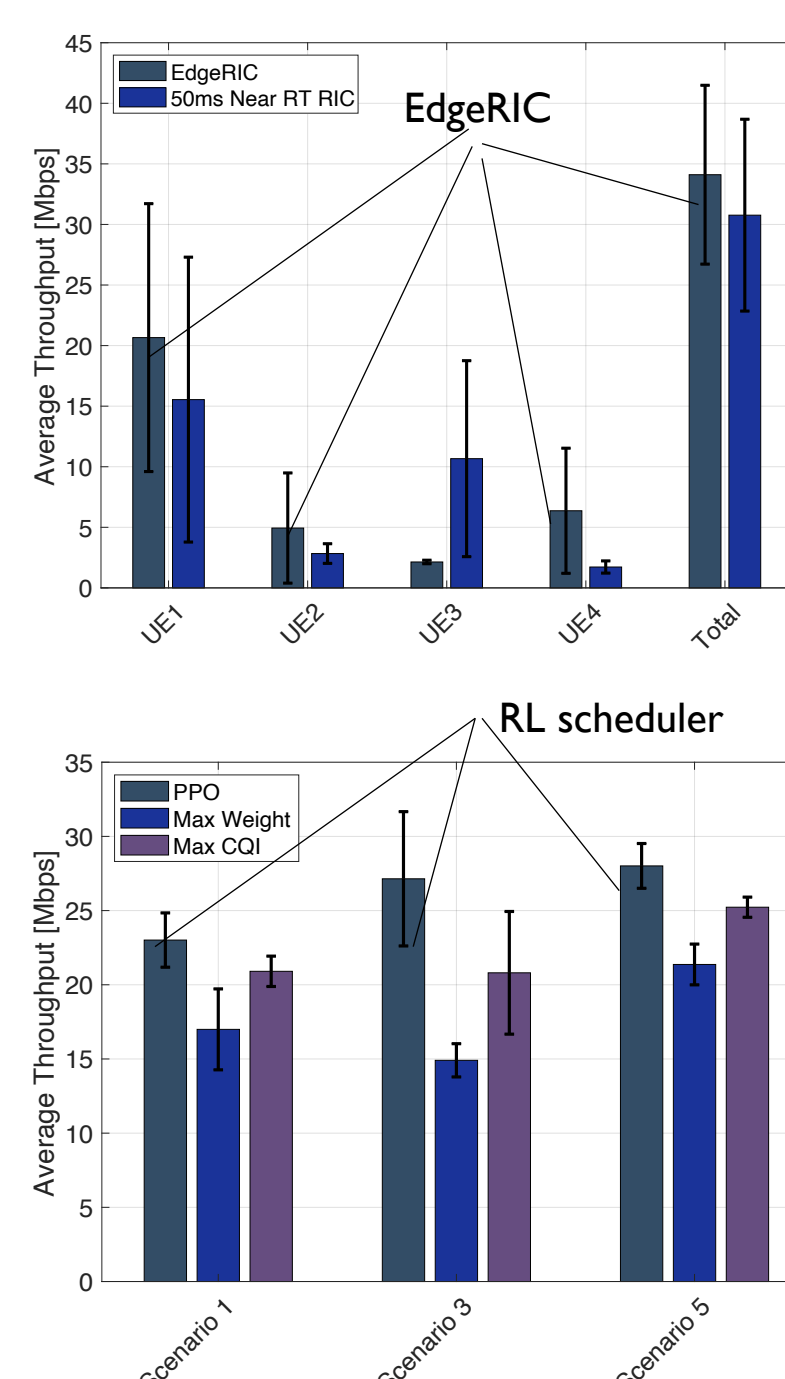 45
40
35
30
25
20
15
10
5
0
Average Throughput [Mbps]
EdgeRIC
50ms Near RT RIC
EdgeRIC
UE1
UE2
UE3
UE4
Total
RL scheduler
35
30
25
20
15
10
5
0
Average Throughput [Mbps]
PPO
Max Weight
Max CQI
Scenario 1
Scenario 3
Scenario 5